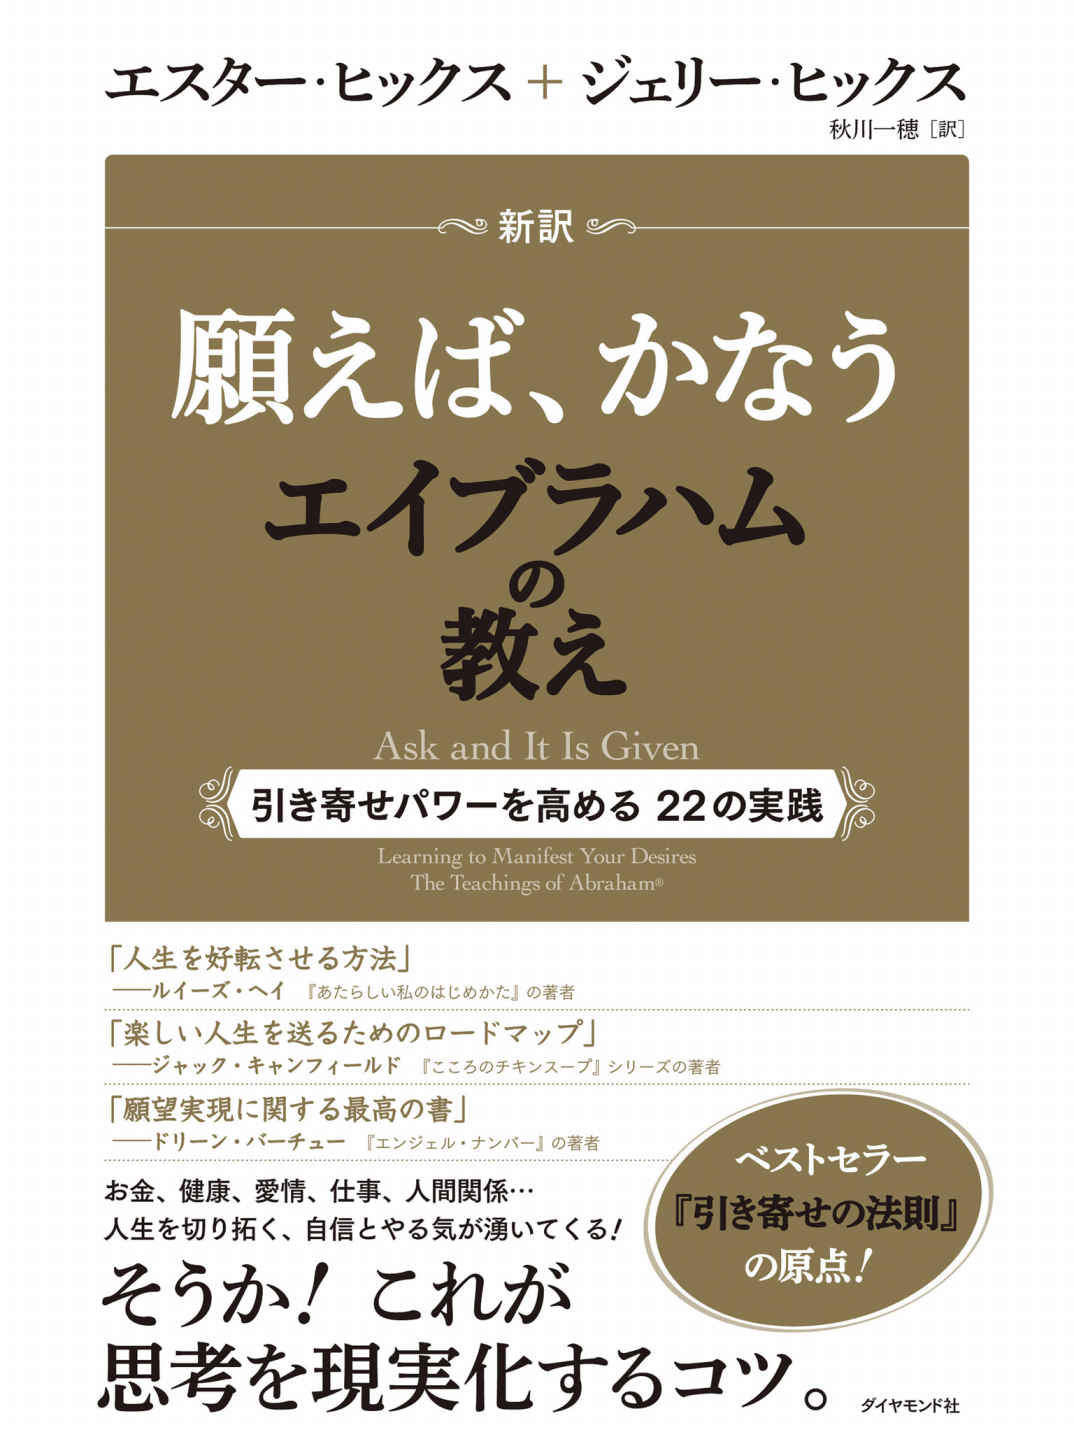 エスター・ヒックス＋ジェリー・ヒックス
秋川一穂［訳］
新訳
願えば、かなう
エイブラハム
の
教え
Ask and It Is Given
引き寄せパワーを高める 22の実践
Learning to Manifest Your Desires
The Teachings of Abraham®
「人生を好転させる方法」
──ルイーズ・ヘイ 『あたらしい私のはじめかた』の著者
「楽しい人生を送るためのロードマップ」
──ジャック・キャンフィールド 『こころのチキンスープ』シリーズの著者
「願望実現に関する最高の書」
──ドリーン・バーチュー 『エンジェル・ナンバー』の著者
お金、健康、愛情、仕事、人間関係…
人生を切り拓く、自信とやる気が湧いてくる！
ベストセラー
『引き寄せの法則』
の原点！
そうか！ これが
思考を現実化するコツ。
ダイヤモンド社